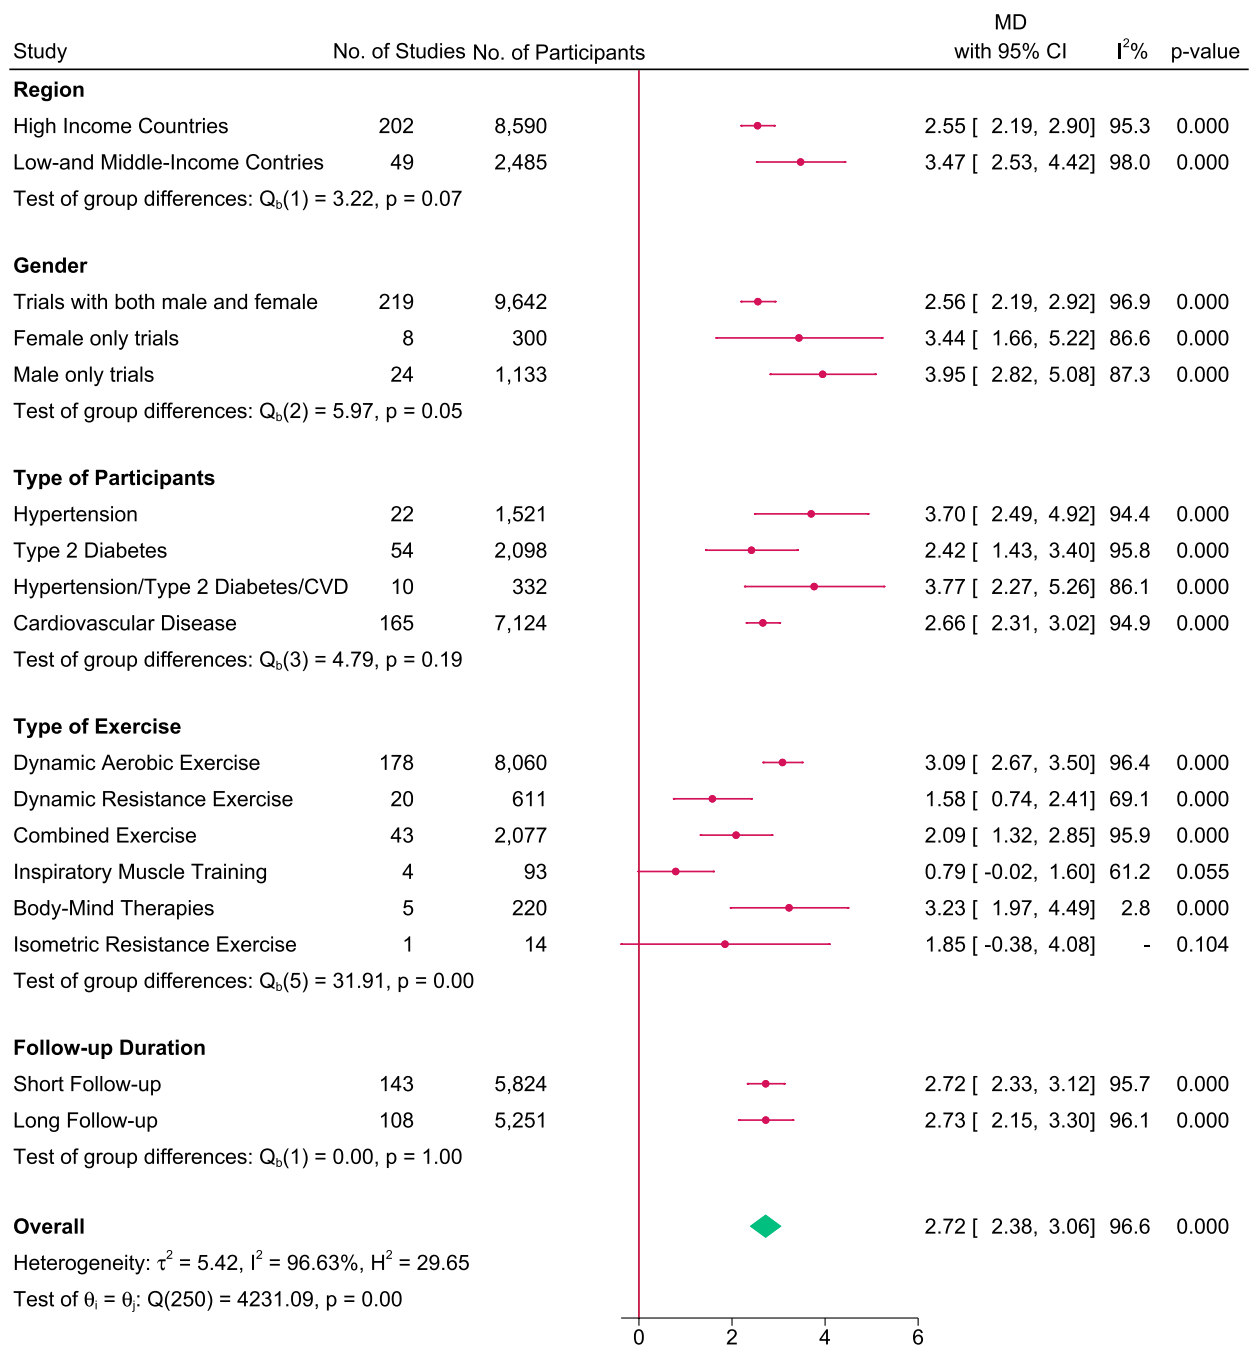 MD
Study No. of Studies No. of Participants with 95% CI I²% p-value
Region
High Income Countries 202 8,590 2.55 [ 2.19, 2.90] 95.3 0.000
Low-and Middle-Income Contries 49 2,485 3.47 [ 2.53, 4.42] 98.0 0.000
Test of group differences: Qb(1) = 3.22, p = 0.07
Gender
Trials with both male and female 219 9,642 2.56 [ 2.19, 2.92] 96.9 0.000
Female only trials 8 300 3.44 [ 1.66, 5.22] 86.6 0.000
Male only trials 24 1,133 3.95 [ 2.82, 5.08] 87.3 0.000
Test of group differences: Qb(2) = 5.97, p = 0.05
Type of Participants
Hypertension 22 1,521 3.70 [ 2.49, 4.92] 94.4 0.000
Type 2 Diabetes 54 2,098 2.42 [ 1.43, 3.40] 95.8 0.000
Hypertension/Type 2 Diabetes/CVD 10 332 3.77 [ 2.27, 5.26] 86.1 0.000
Cardiovascular Disease 165 7,124 2.66 [ 2.31, 3.02] 94.9 0.000
Test of group differences: Qb(3) = 4.79, p = 0.19
Type of Exercise
Dynamic Aerobic Exercise 178 8,060 3.09 [ 2.67, 3.50] 96.4 0.000
Dynamic Resistance Exercise 20 611 1.58 [ 0.74, 2.41] 69.1 0.000
Combined Exercise 43 2,077 2.09 [ 1.32, 2.85] 95.9 0.000
Inspiratory Muscle Training 4 93 0.79 [ -0.02, 1.60] 61.2 0.055
Body-Mind Therapies 5 220 3.23 [ 1.97, 4.49] 2.8 0.000
Isometric Resistance Exercise 1 14 1.85 [ -0.38, 4.08] - 0.104
Test of group differences: Qb(5) = 31.91, p = 0.00
Follow-up Duration
Short Follow-up 143 5,824 2.72 [ 2.33, 3.12] 95.7 0.000
Long Follow-up 108 5,251 2.73 [ 2.15, 3.30] 96.1 0.000
Test of group differences: Qb(1) = 0.00, p = 1.00
Overall 2.72 [ 2.38, 3.06] 96.6 0.000
Heterogeneity: τ² = 5.42, I² = 96.63%, H² = 29.65
Test of θi = θj: Q(250) = 4231.09, p = 0.00
0 2 4 6